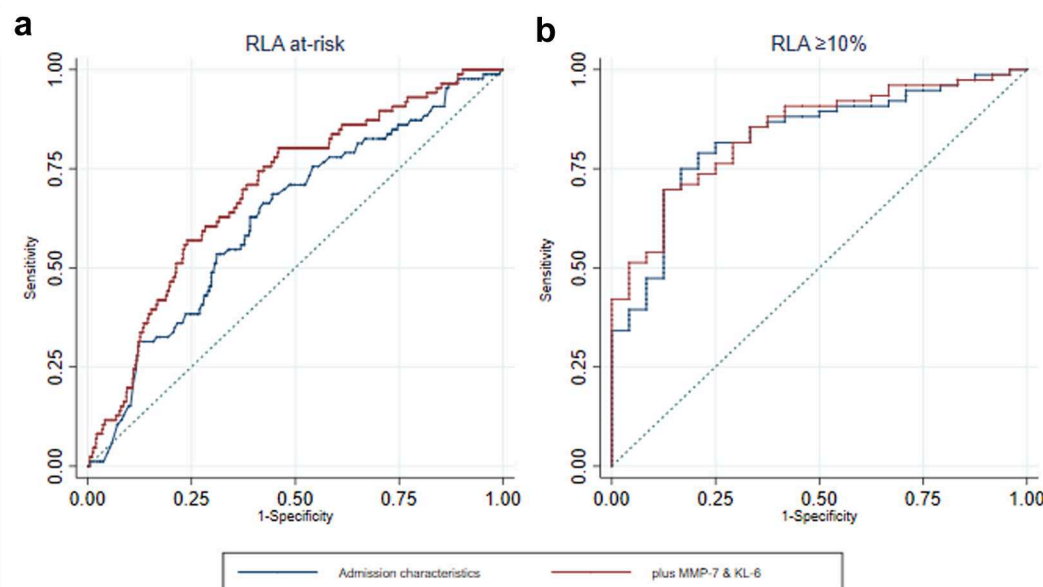 a
RLA at-risk
1.00
0.75
0.50
0.25
0.00
Sensitivity
0.00 0.25 0.50 0.75 1.00
1-Specificity
b
RLA ≥10%
1.00
0.75
0.50
0.25
0.00
Sensitivity
0.00 0.25 0.50 0.75 1.00
1-Specificity
Admission characteristics plus MMP-7 & KL-6